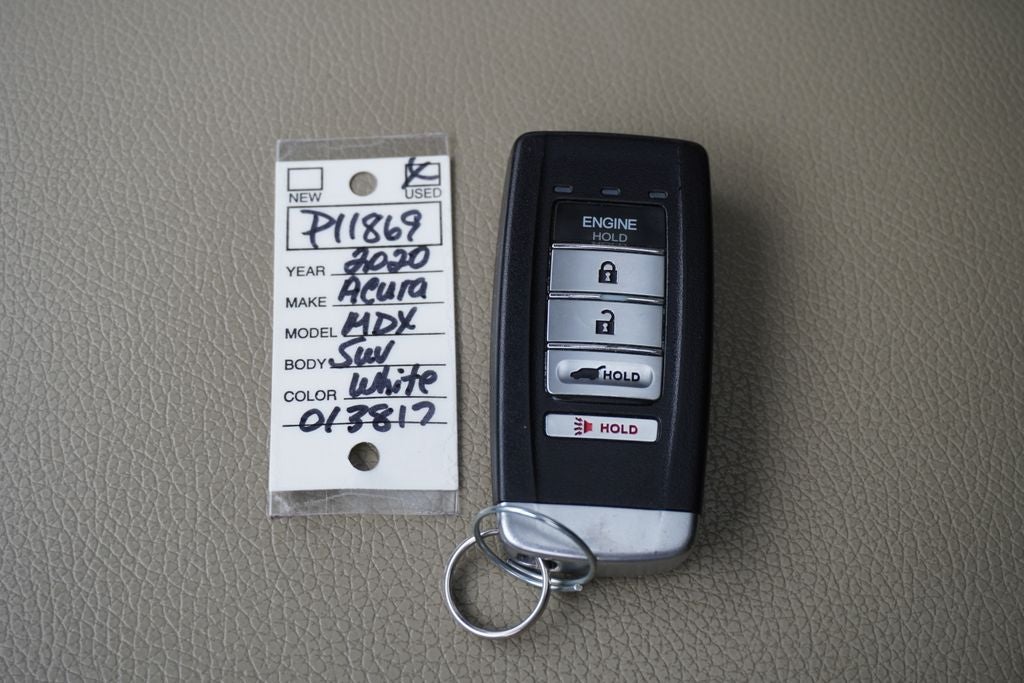 NEW USED
P11869
YEAR 2020
MAKE Acura
MODEL MDX
BODY Suv
COLOR White
013817
ENGINE
HOLD
HOLD
HOLD